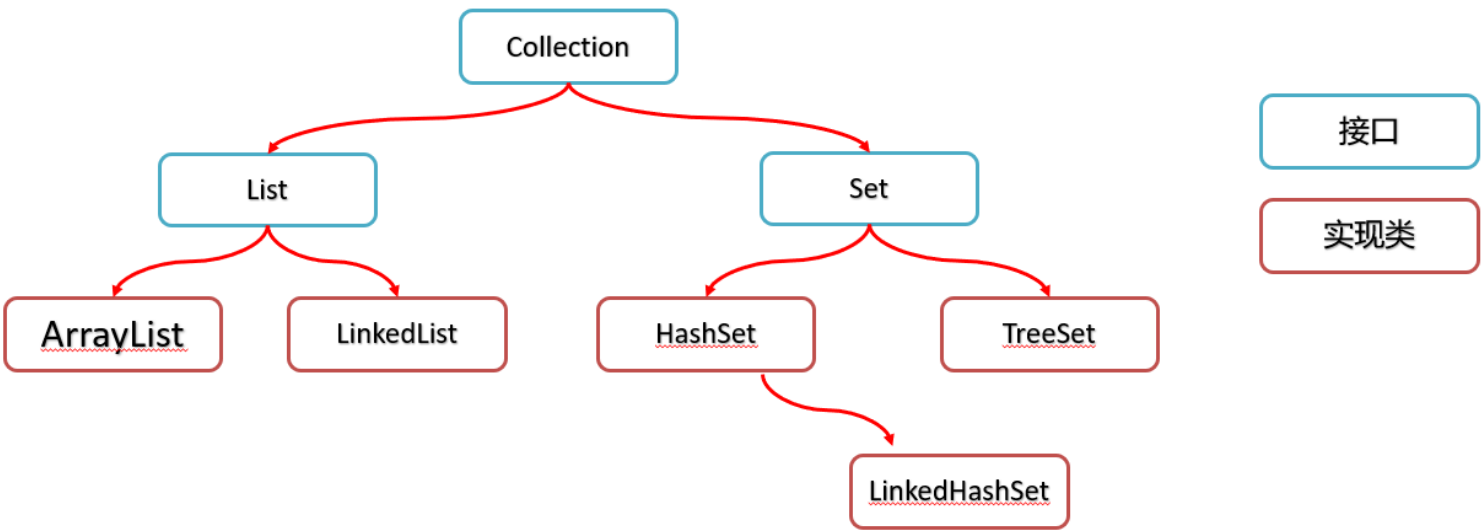 Collection
接口
List
Set
实现类
ArrayList
LinkedList
HashSet
TreeSet
LinkedHashSet